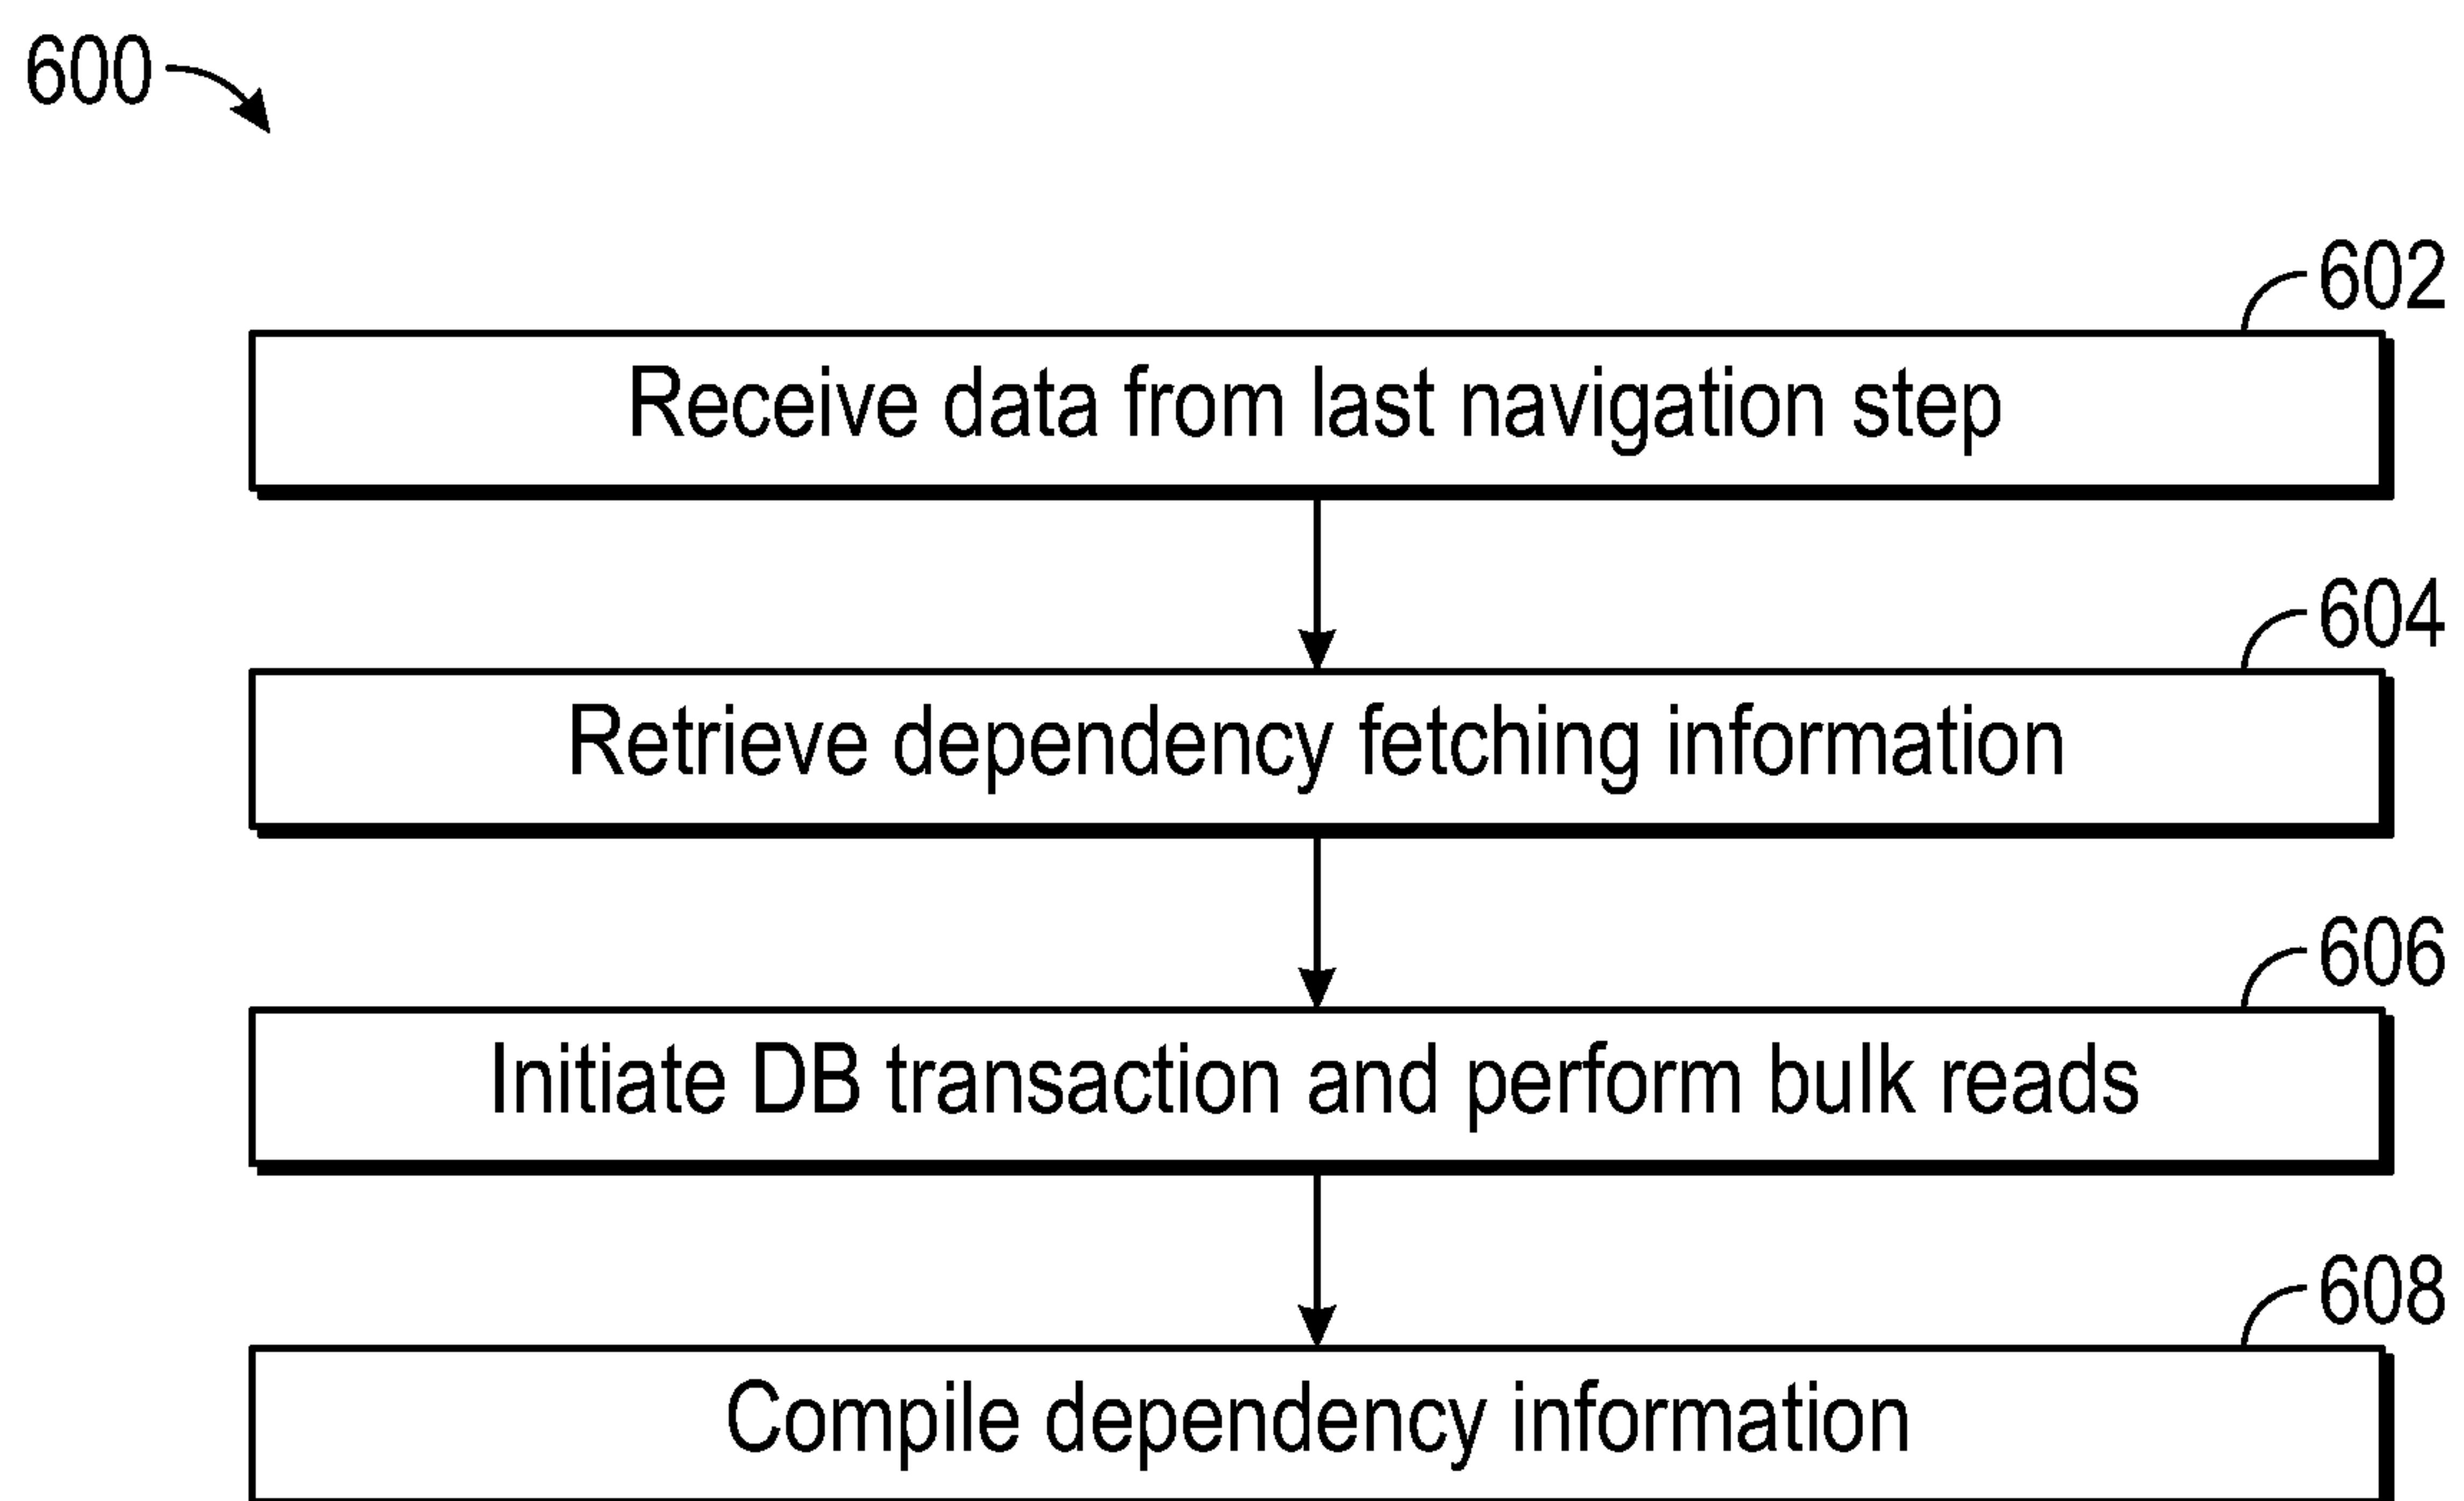 600
602
Receive data from last navigation step
604
Retrieve dependency fetching information
606
Initiate DB transaction and perform bulk reads
608
Compile dependency information